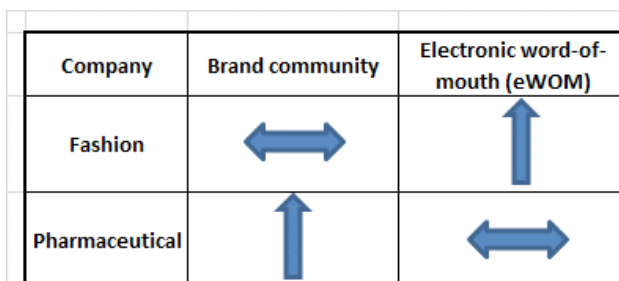 Company
Brand community
Electronic word-of-
mouth (eWOM)
Fashion
Pharmaceutical